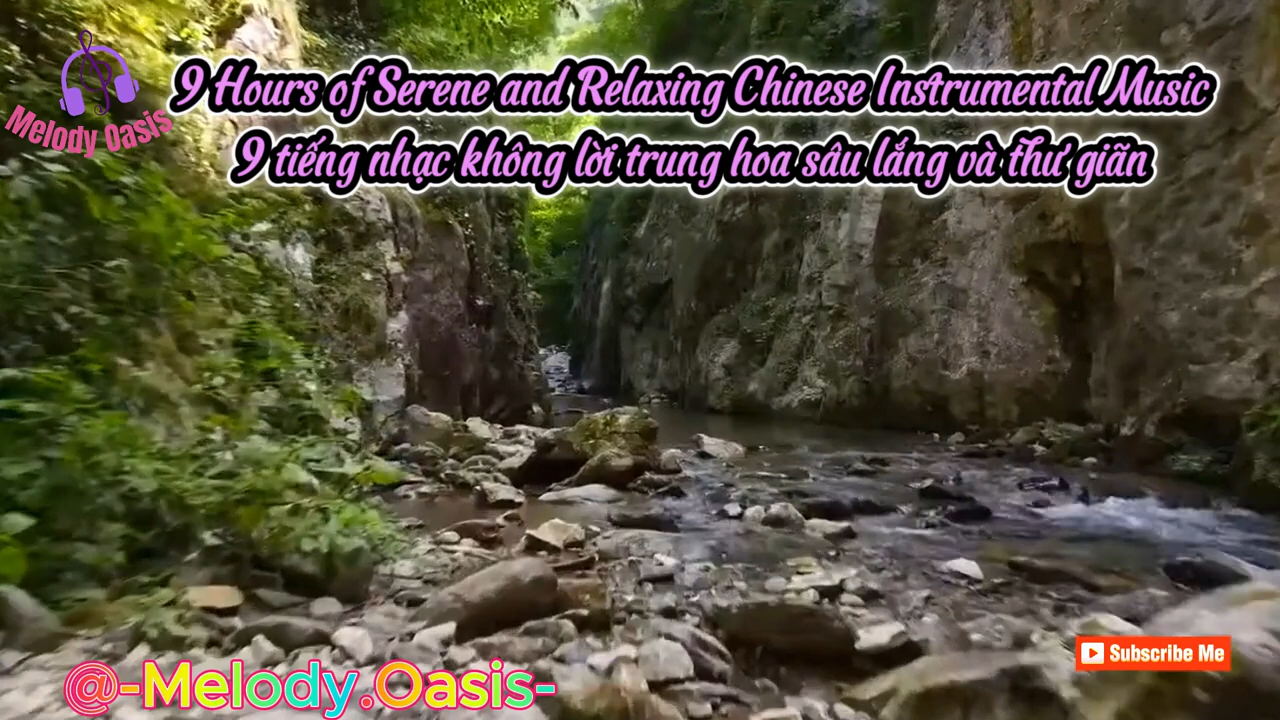 Melody Oasis
9 Hours of Serene and Relaxing Chinese Instrumental Music
9 tiếng nhạc không lời trung hoa sâu lắng và thư giãn
@-Melody.Oasis-
Subscribe Me